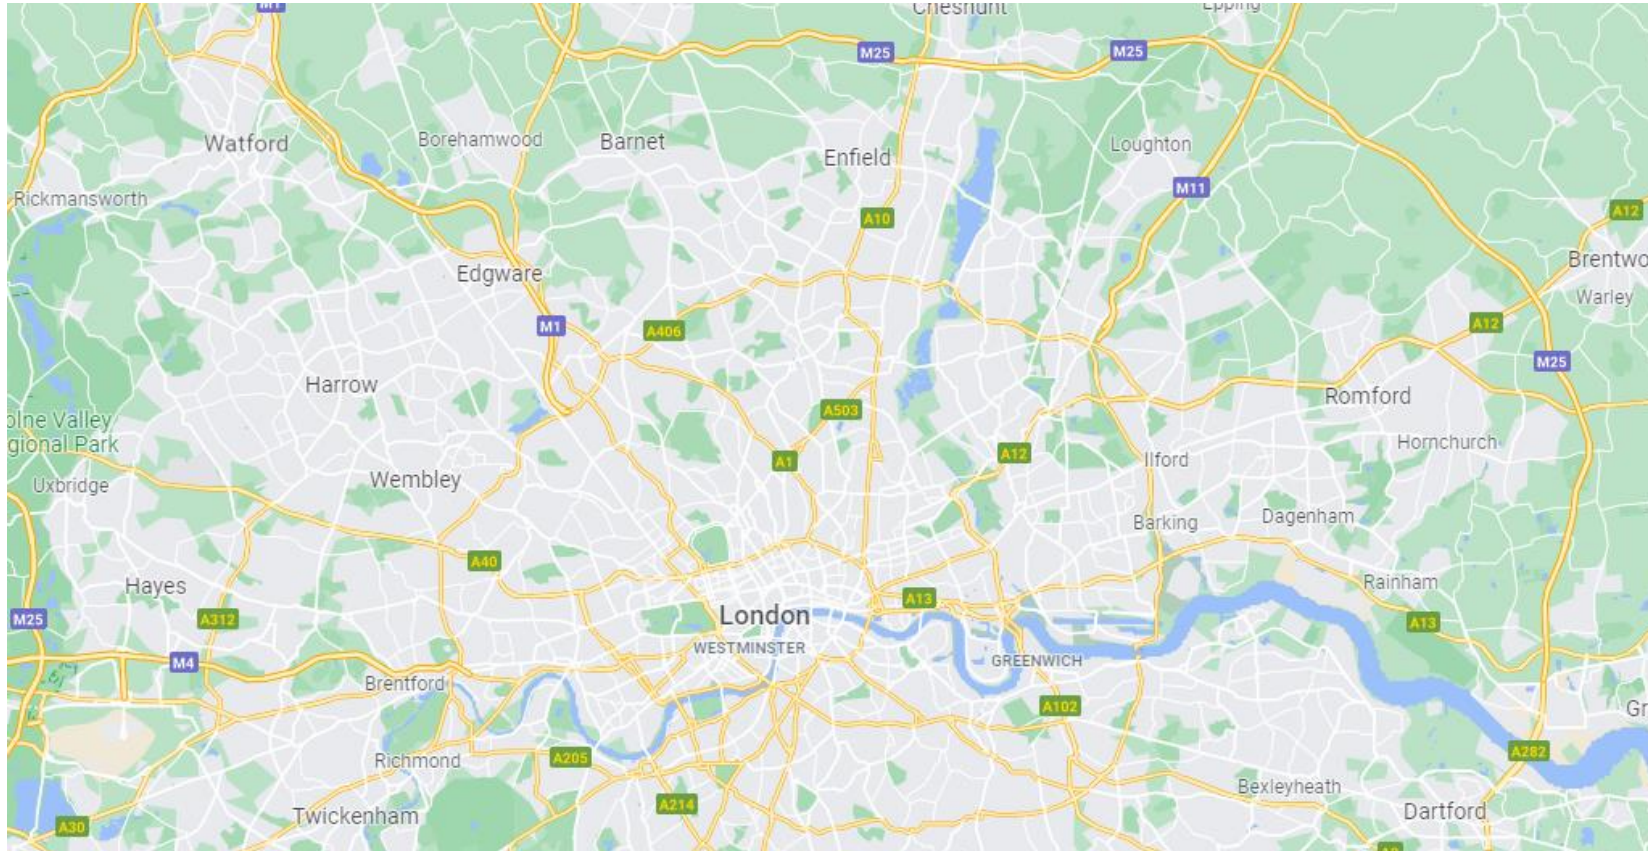 M1
Cheshunt
Epping
M25
M25
Watford
Borehamwood
Barnet
Enfield
Loughton
M11
Rickmansworth
A10
A12
Edgware
Brentwo
Warley
M1
A406
A12
M25
Harrow
Romford
olne Valley
gional Park
A503
Hornchurch
A1
A12
Ilford
Wembley
Uxbridge
Dagenham
Barking
A40
Hayes
Rainham
A13
M25
A312
London
A13
WESTMINSTER
GREENWICH
M4
Brentford
A102
Gr
A205
Richmond
A282
Bexleyheath
A214
Dartford
Twickenham
A30